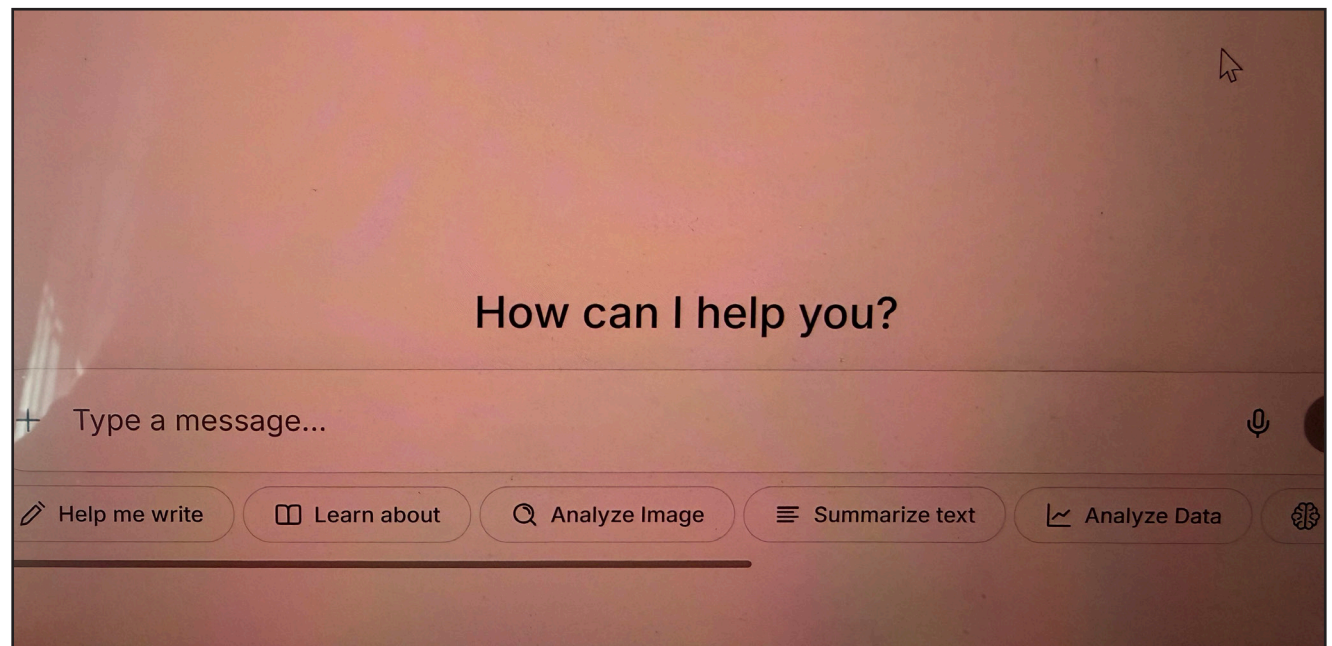 How can I help you?
Type a message...
Help me write Learn about Analyze Image Summarize text Analyze Data